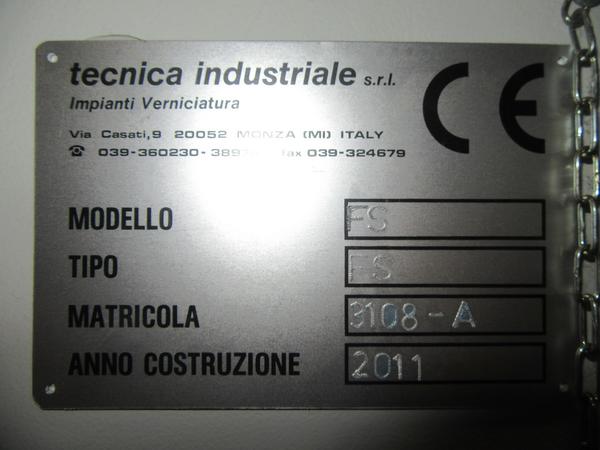 tecnica industriale s.r.l.
Impianti Verniciatura
CE
Via Casati,9 20052 MONZA (MI) ITALY
☎ 039-360230- fax 039-324679
MODELLO FS
TIPO FS
MATRICOLA 3108-A
ANNO COSTRUZIONE 2011